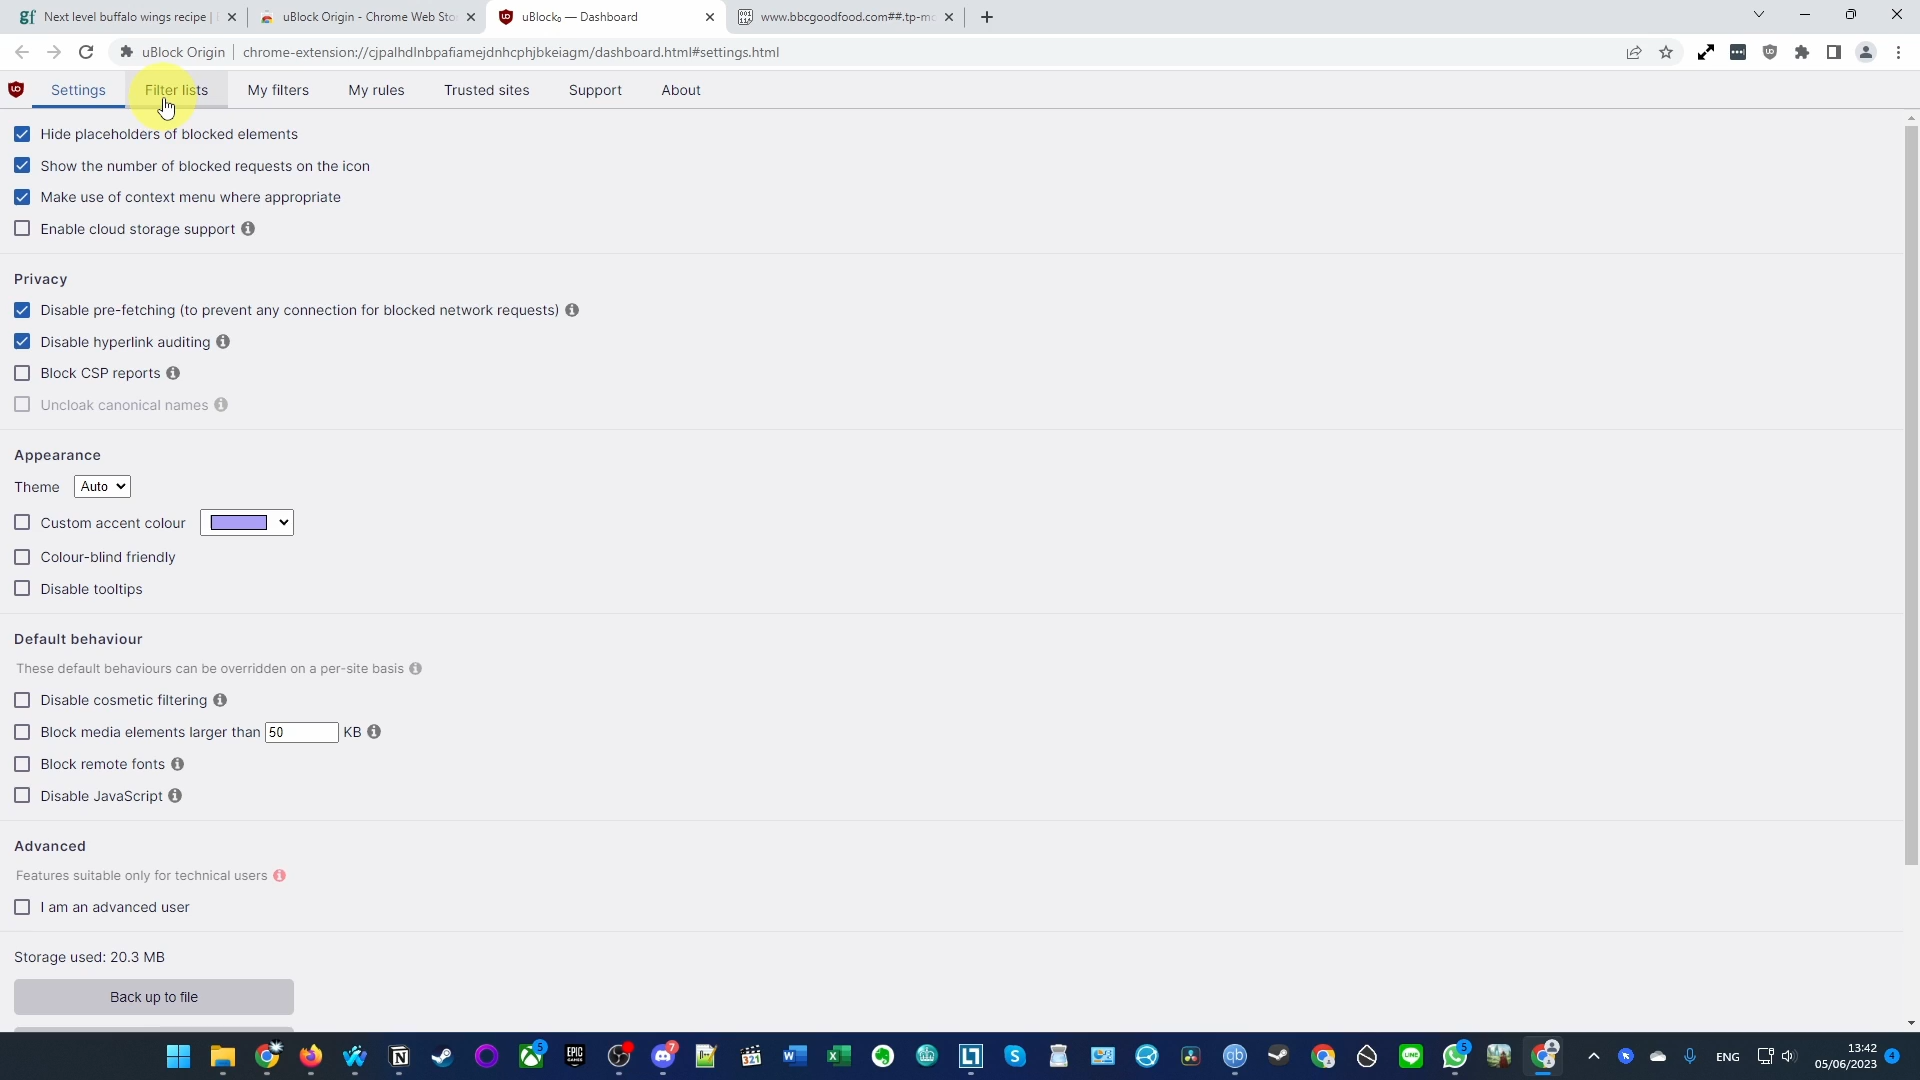 Next level buffalo wings recipe |
uBlock Origin - Chrome Web Sto
uBlock₀ — Dashboard
www.bbcgoodfood.com##.tp-mo
uBlock Origin
chrome-extension://cjpalhdlnbpafiamejdnhcphjbkeiagm/dashboard.html#settings.html
Settings
Filter lists
My filters
My rules
Trusted sites
Support
About
Hide placeholders of blocked elements
Show the number of blocked requests on the icon
Make use of context menu where appropriate
Enable cloud storage support
Privacy
Disable pre-fetching (to prevent any connection for blocked network requests)
Disable hyperlink auditing
Block CSP reports
Uncloak canonical names
Appearance
Theme Auto
Custom accent colour
Colour-blind friendly
Disable tooltips
Default behaviour
These default behaviours can be overridden on a per-site basis
Disable cosmetic filtering
Block media elements larger than 50 KB
Block remote fonts
Disable JavaScript
Advanced
Features suitable only for technical users
I am an advanced user
Storage used: 20.3 MB
Back up to file
ENG
13:42
05/06/2023